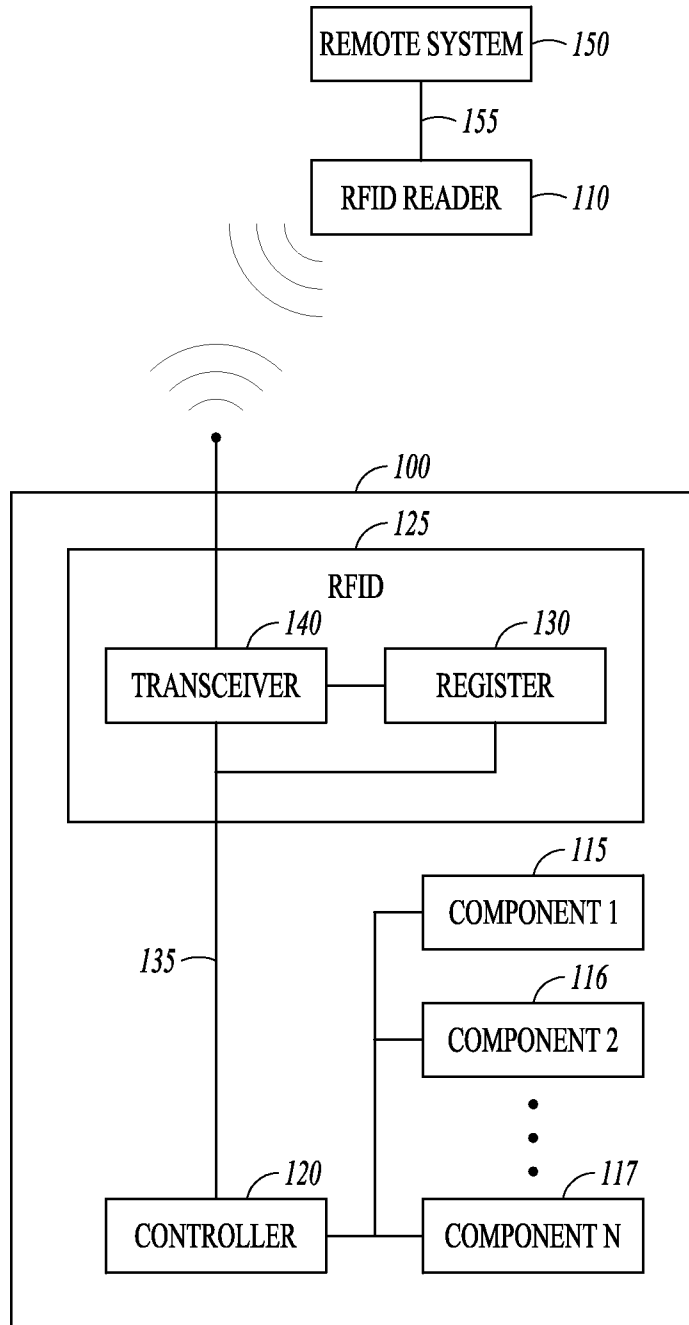 REMOTE SYSTEM 150
155
RFID READER 110
100
125
RFID
140 130
TRANSCEIVER REGISTER
115
COMPONENT 1
135
116
COMPONENT 2
120 117
CONTROLLER COMPONENT N